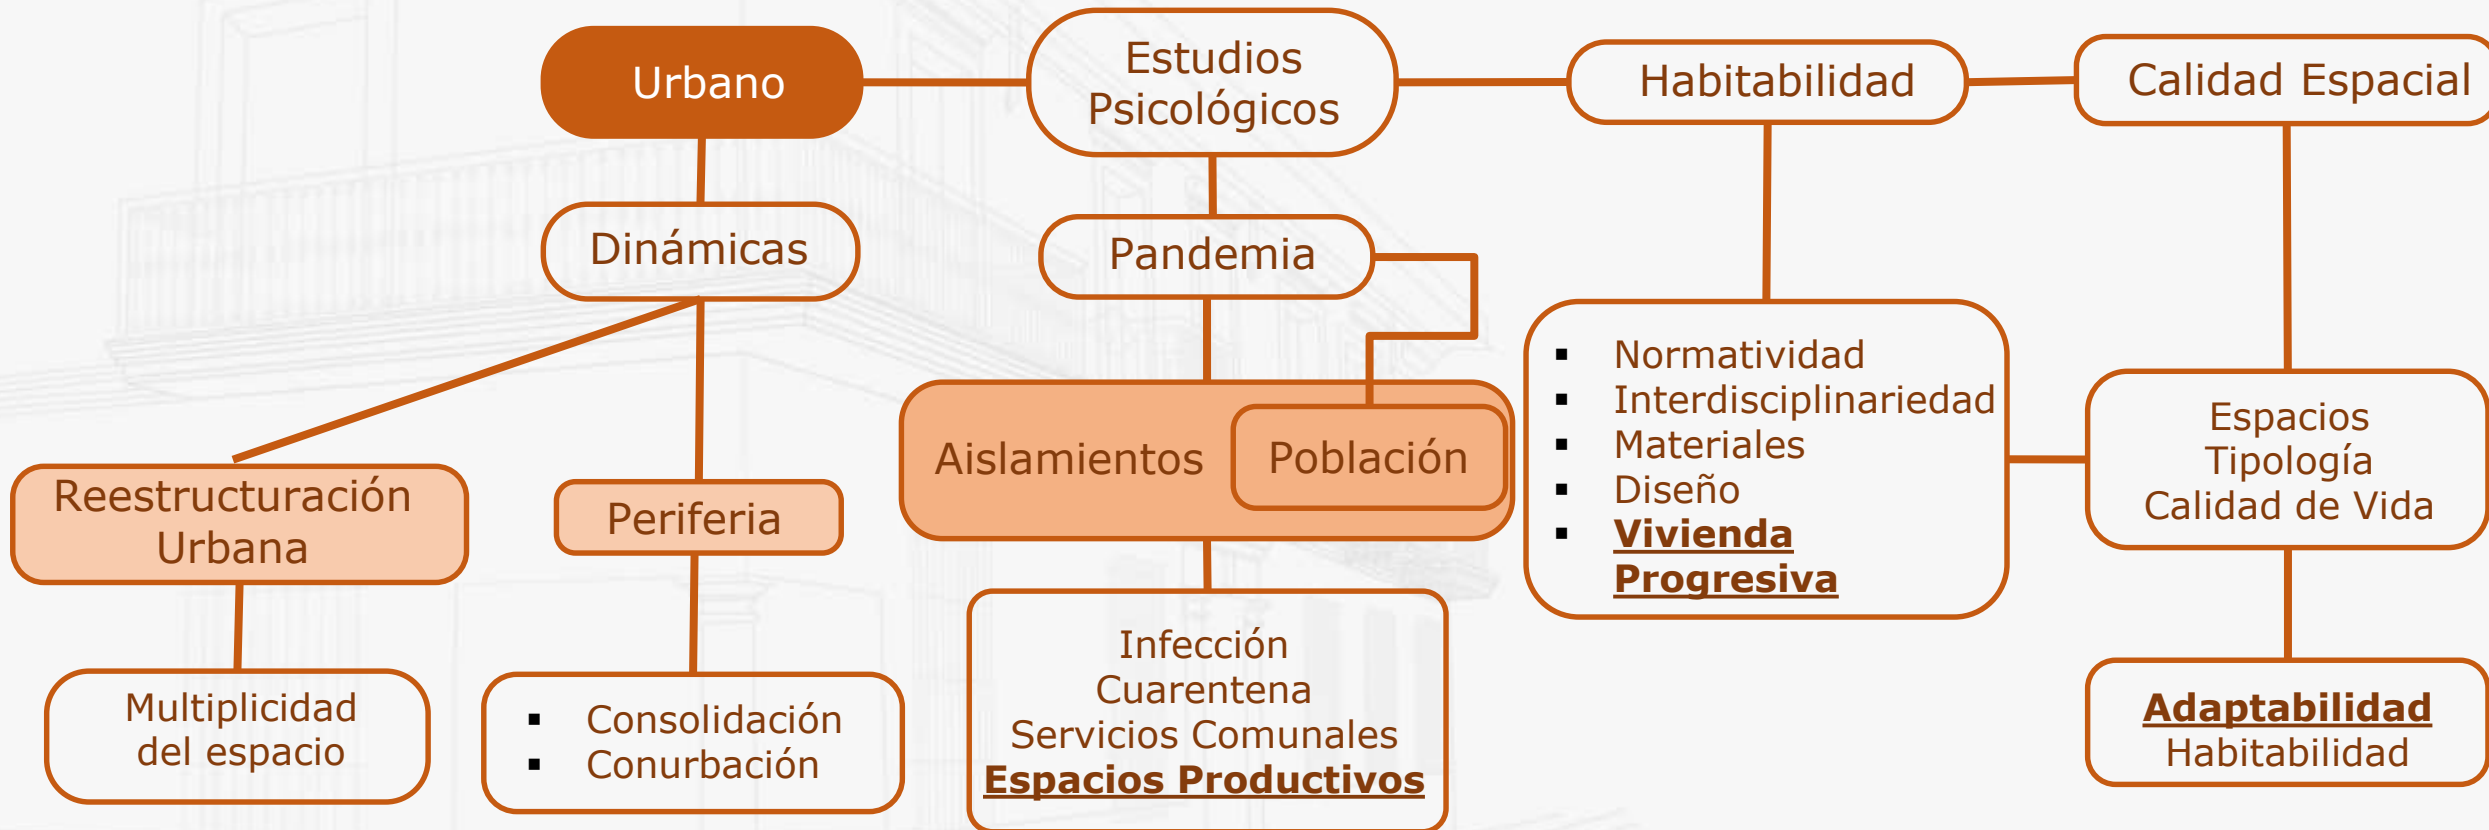 Urbano
Estudios
Psicológicos
Habitabilidad
Calidad Espacial
Dinámicas
Pandemia
Reestructuración
Urbana
Periferia
Aislamientos
Población
▪ Normatividad
▪ Interdisciplinariedad
▪ Materiales
▪ Diseño
▪ Vivienda
Progresiva
Espacios
Tipología
Calidad de Vida
Multiplicidad
del espacio
▪ Consolidación
▪ Conurbación
Infección
Cuarentena
Servicios Comunales
Espacios Productivos
Adaptabilidad
Habitabilidad